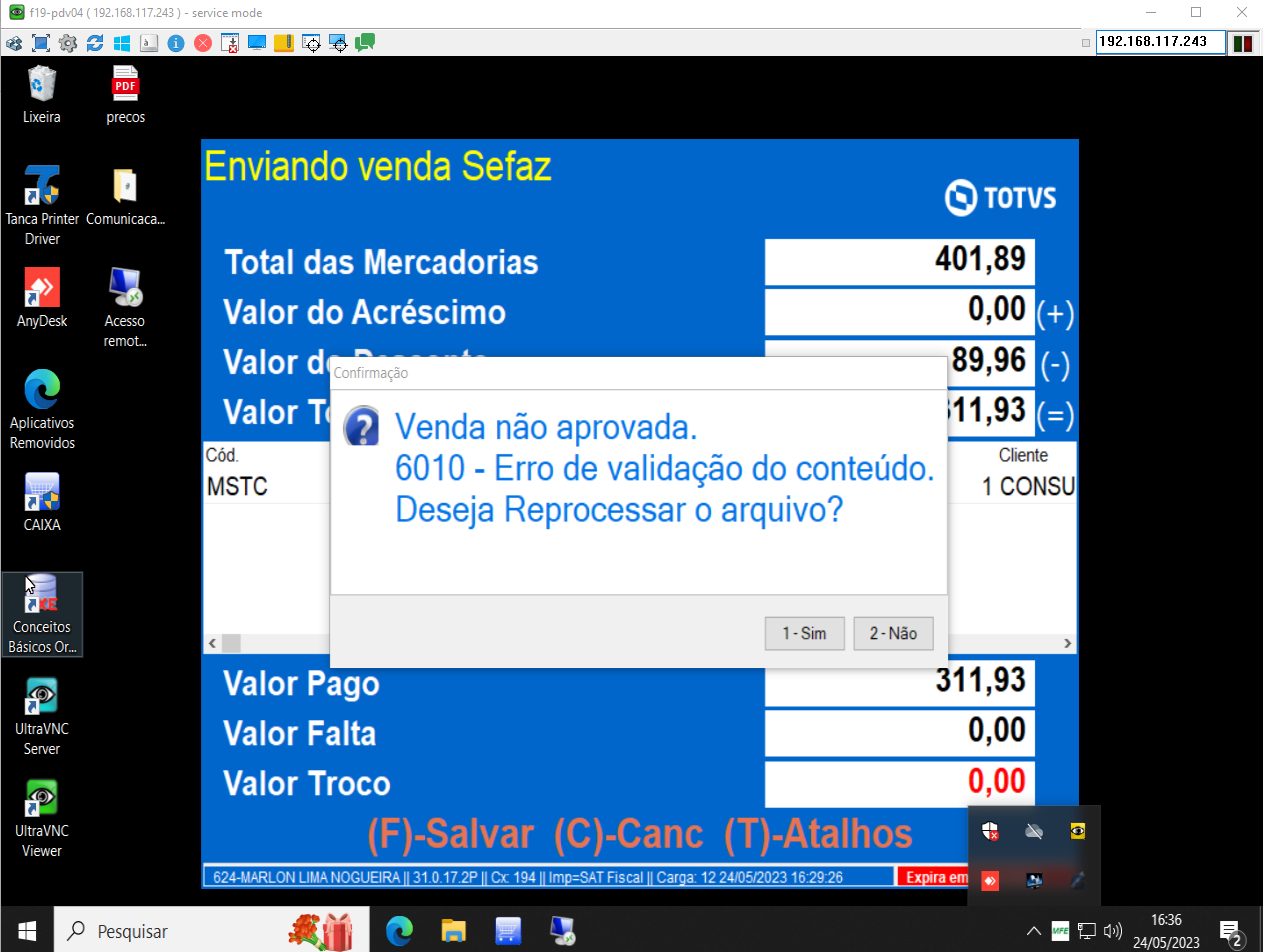 f19-pdv04 ( 192.168.117.243 ) - service mode
192.168.117.243
Lixeira
PDF
precos
Tanca Printer
Driver
Comunicaca...
AnyDesk
Acesso
remot...
Aplicativos
Removidos
CAIXA
Conceitos
Básicos Or...
UltraVNC
Server
UltraVNC
Viewer
Enviando venda Sefaz
TOTVS
Total das Mercadorias
401,89
Valor do Acréscimo
0,00 (+)
Valor do Desconto
89,96 (-)
Valor To
311,93 (=)
Cód.
Cliente
MSTC
1 CONSU
Confirmação
Venda não aprovada.
6010 - Erro de validação do conteúdo.
Deseja Reprocessar o arquivo?
1 - Sim
2 - Não
Valor Pago
311,93
Valor Falta
0,00
Valor Troco
0,00
(F)-Salvar (C)-Canc (T)-Atalhos
624-MARLON LIMA NOGUEIRA || 31.0.17.2P || Cx: 194 || Imp=SAT Fiscal || Carga: 12 24/05/2023 16:29:26
Expira em
Pesquisar
MFE
16:36
24/05/2023
2